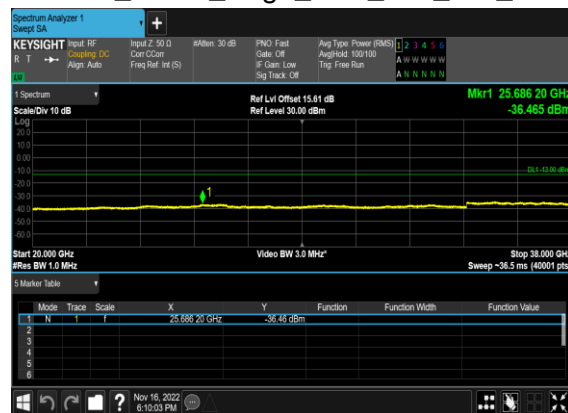 Spectrum Analyzer 1
Swept SA
KEYSIGHT
R T
Input: RF
Coupling: DC
Align: Auto
Input Z: 50 Ω
Corr CCorr
Freq Ref: Int (S)
#Atten: 30 dB
PNO: Fast
Gate: Off
IF Gain: Low
Sig Track: Off
Avg Type: Power (RMS)
Avg|Hold: 100/100
Trig: Free Run
1 2 3 4 5 6
A W W W W W
A N N N N N
1 Spectrum
Scale/Div 10 dB
Log
Ref Lvl Offset 15.61 dB
Ref Level 30.00 dBm
Mkr1 25.686 20 GHz
-36.465 dBm
20.0
10.0
0.00
-10.0
-20.0
-30.0
-40.0
-50.0
-60.0
DL1 -13.00 dBm
1
Start 20.000 GHz
#Res BW 1.0 MHz
Video BW 3.0 MHz*
Stop 38.000 GHz
Sweep ~36.5 ms (40001 pts)
5 Marker Table
Mode Trace Scale X Y Function Function Width Function Value
1 N 1 f 25.686 20 GHz -36.46 dBm
2
3
4
5
6
?
Nov 16, 2022
6:10:03 PM